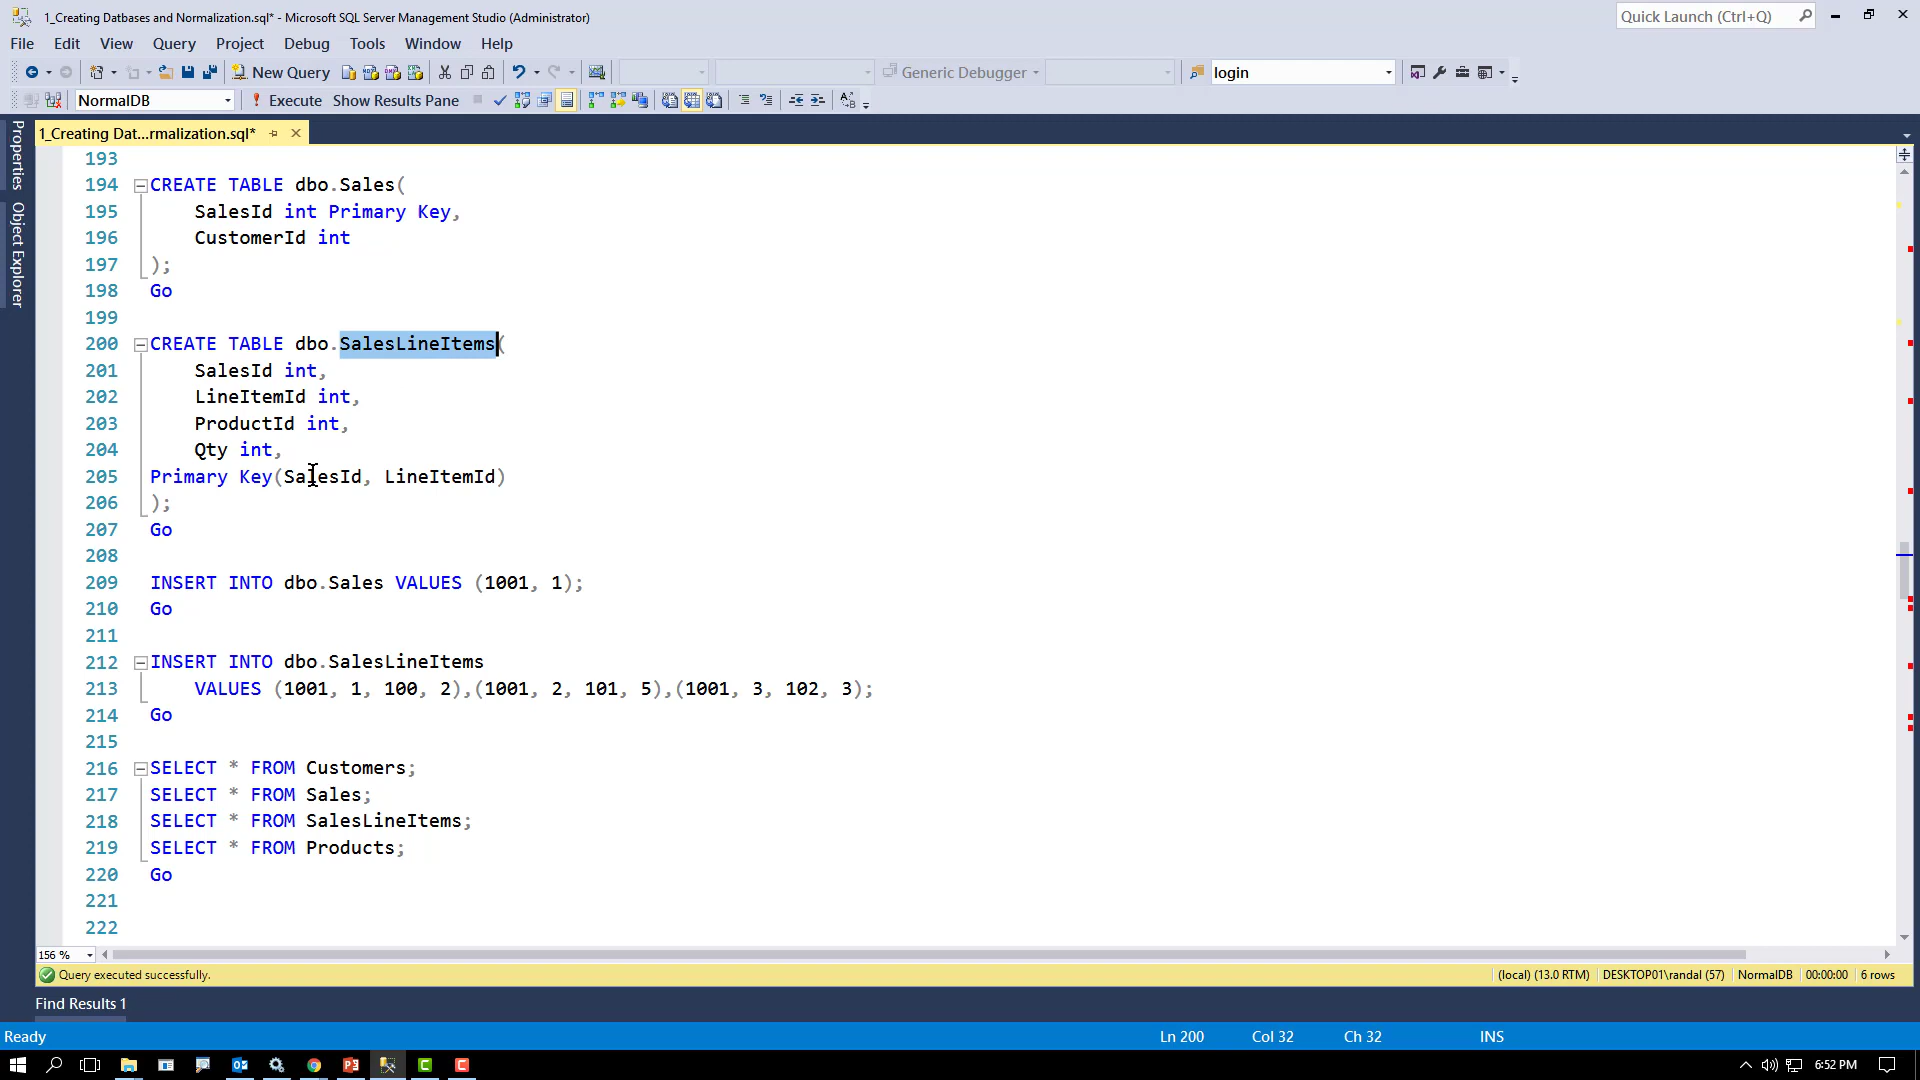 1_Creating Datbases and Normalization.sql* - Microsoft SQL Server Management Studio (Administrator)
Quick Launch (Ctrl+Q)
File Edit View Query Project Debug Tools Window Help
New Query Generic Debugger login
NormalDB Execute Show Results Pane
1_Creating Dat...rmalization.sql*
Properties
Object Explorer
193
194 CREATE TABLE dbo.Sales(
195 SalesId int Primary Key,
196 CustomerId int
197 );
198 Go
199
200 CREATE TABLE dbo.SalesLineItems(
201 SalesId int,
202 LineItemId int,
203 ProductId int,
204 Qty int,
205 Primary Key(SalesId, LineItemId)
206 );
207 Go
208
209 INSERT INTO dbo.Sales VALUES (1001, 1);
210 Go
211
212 INSERT INTO dbo.SalesLineItems
213 VALUES (1001, 1, 100, 2),(1001, 2, 101, 5),(1001, 3, 102, 3);
214 Go
215
216 SELECT * FROM Customers;
217 SELECT * FROM Sales;
218 SELECT * FROM SalesLineItems;
219 SELECT * FROM Products;
220 Go
221
222
156 %
Query executed successfully. (local) (13.0 RTM) DESKTOP01\randal (57) NormalDB 00:00:00 6 rows
Find Results 1
Ready Ln 200 Col 32 Ch 32 INS
6:52 PM